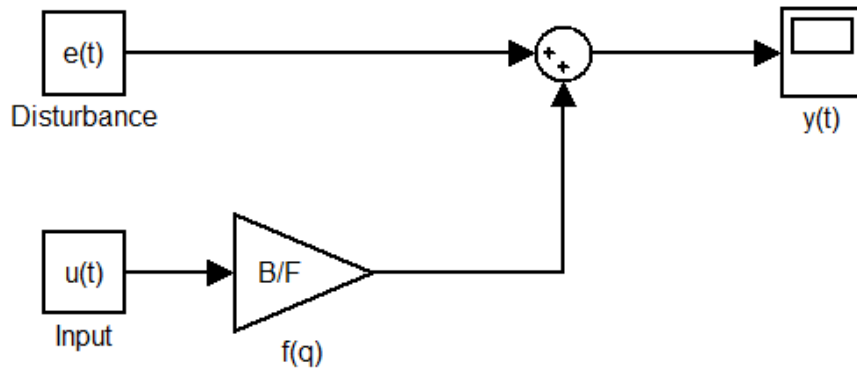 e(t)
Disturbance
+
+
y(t)
u(t)
Input
B/F
f(q)